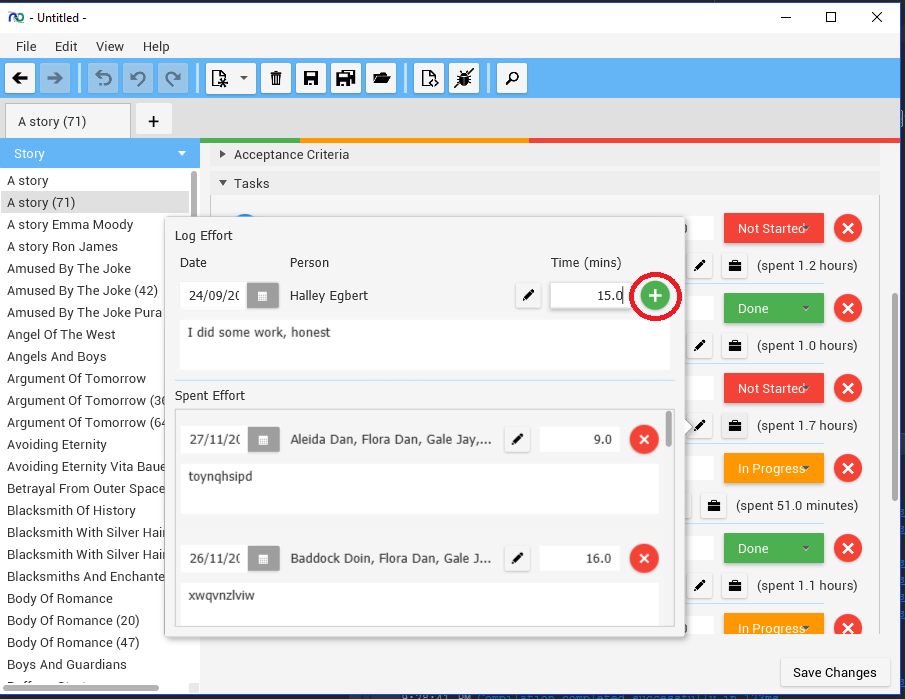 - Untitled -
File Edit View Help
A story (71) +
Story
A story
A story (71)
A story Emma Moody
A story Ron James
Amused By The Joke
Amused By The Joke (42)
Amused By The Joke Pura
Angel Of The West
Angels And Boys
Argument Of Tomorrow
Argument Of Tomorrow (30
Argument Of Tomorrow (64
Avoiding Eternity
Avoiding Eternity Vita Baue
Betrayal From Outer Space
Blacksmith Of History
Blacksmith With Silver Hair
Blacksmith With Silver Hair
Blacksmiths And Enchante
Body Of Romance
Body Of Romance (20)
Body Of Romance (47)
Boys And Guardians
Acceptance Criteria
Tasks
Log Effort
Date Person Time (mins)
24/09/20 Halley Egbert 15.0
I did some work, honest
Spent Effort
27/11/20 Aleida Dan, Flora Dan, Gale Jay,... 9.0
toynqhsipd
26/11/20 Baddock Doin, Flora Dan, Gale J... 16.0
xwqvnzlviw
Not Started
(spent 1.2 hours)
Done
(spent 1.0 hours)
Not Started
(spent 1.7 hours)
In Progress
(spent 51.0 minutes)
Done
(spent 1.1 hours)
In Progress
Save Changes